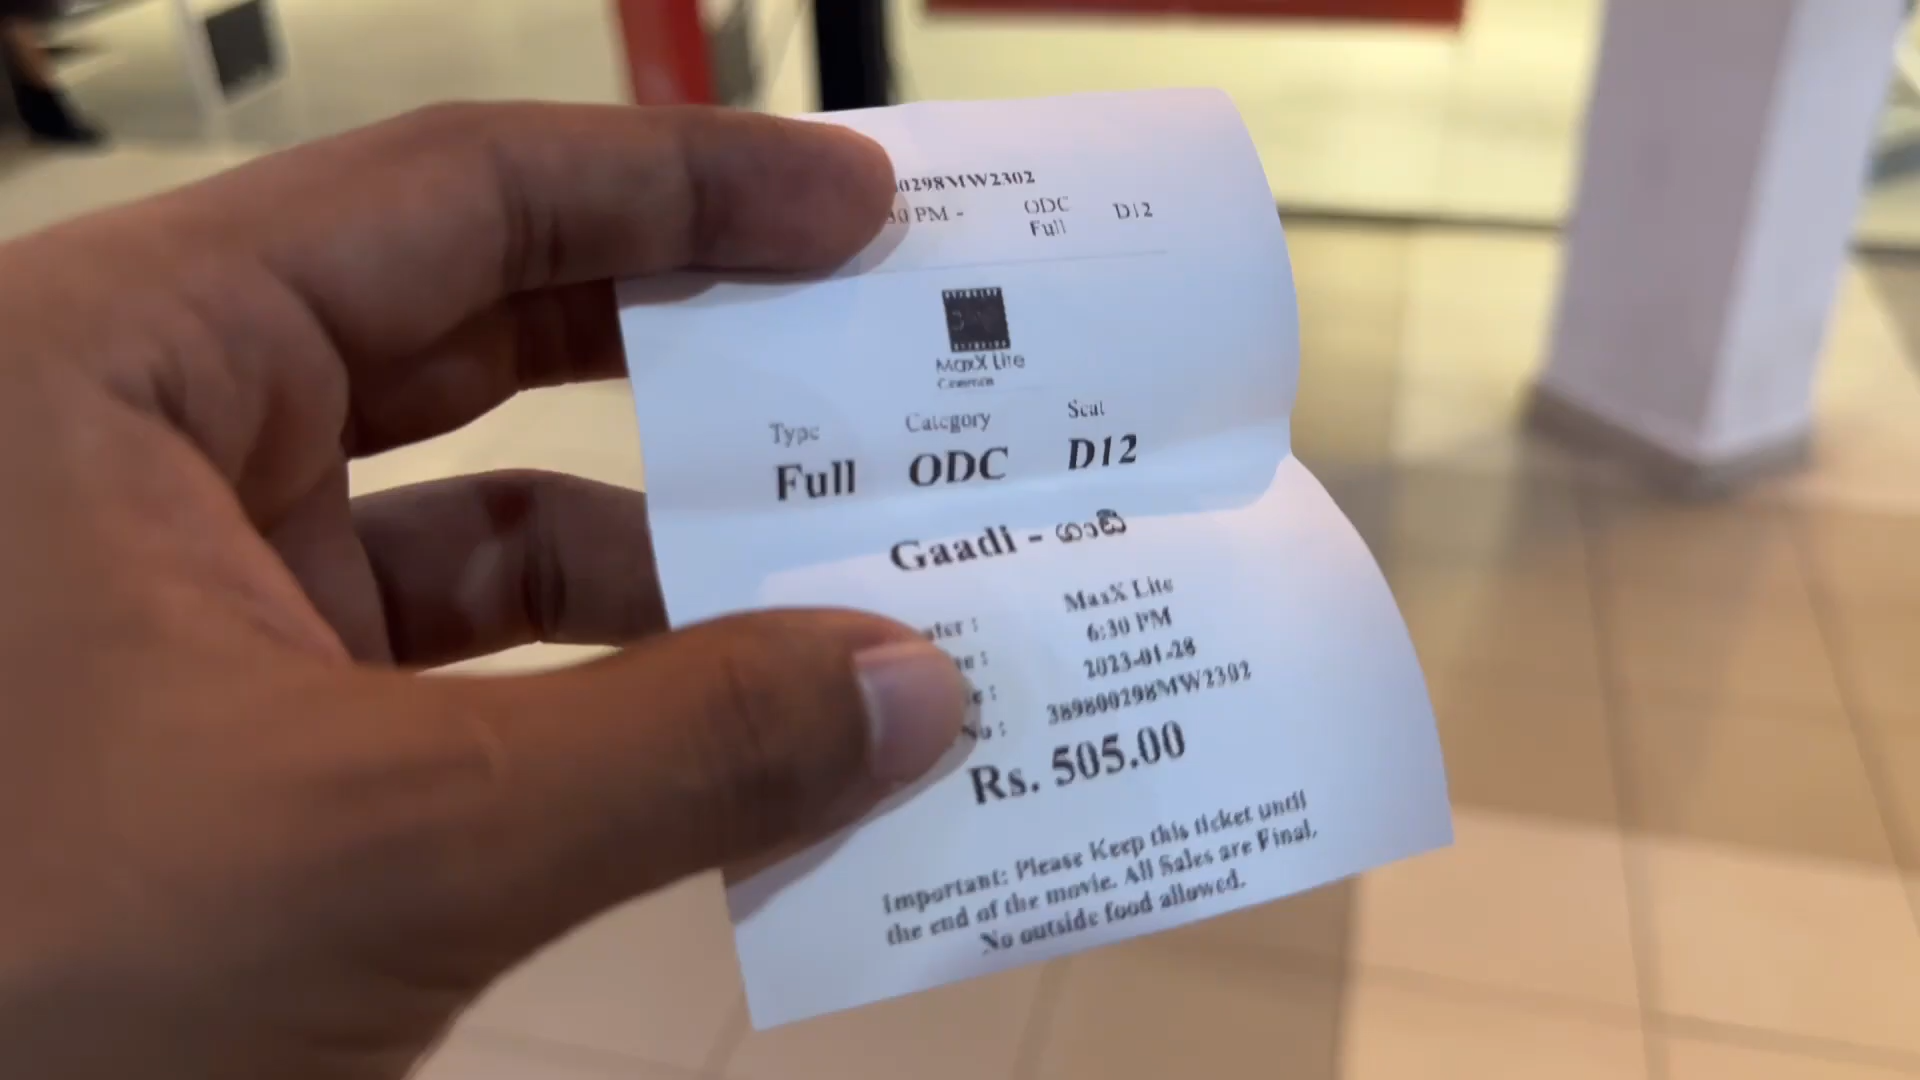 0298MW2302
30 PM - ODC Full D12
MaxX Lite
Cinemas
Type Category Seat
Full ODC D12
Gaadi - ගාඩි
MaxX Lite
6:30 PM
2023-01-28
No : 389800298MW2302
Rs. 505.00
Important: Please Keep this ticket until
the end of the movie. All Sales are Final.
No outside food allowed.